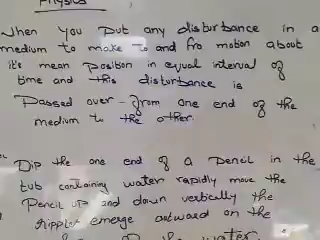 Physics
When you put any disturbance in a
medium to make to and fro motion about
it's mean position in equal interval of
time and this disturbance is
Passed over from one end of the
medium to the other.
Dip the one end of a pencil in the
tub containing water rapidly move the
Pencil up and down vertically the
ripples emerge outward on the
the water